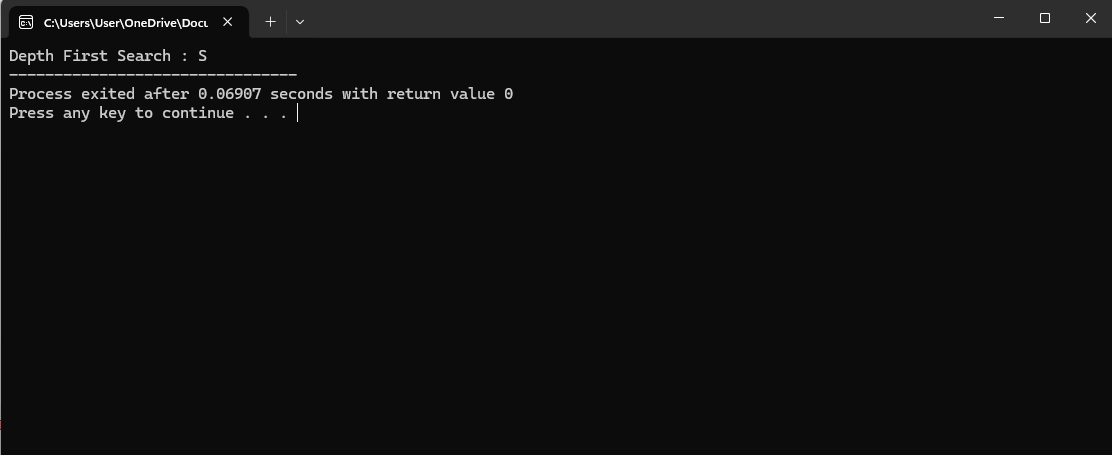 C:\Users\User\OneDrive\Docu
Depth First Search : S
--------------------------------
Process exited after 0.06907 seconds with return value 0
Press any key to continue . . .